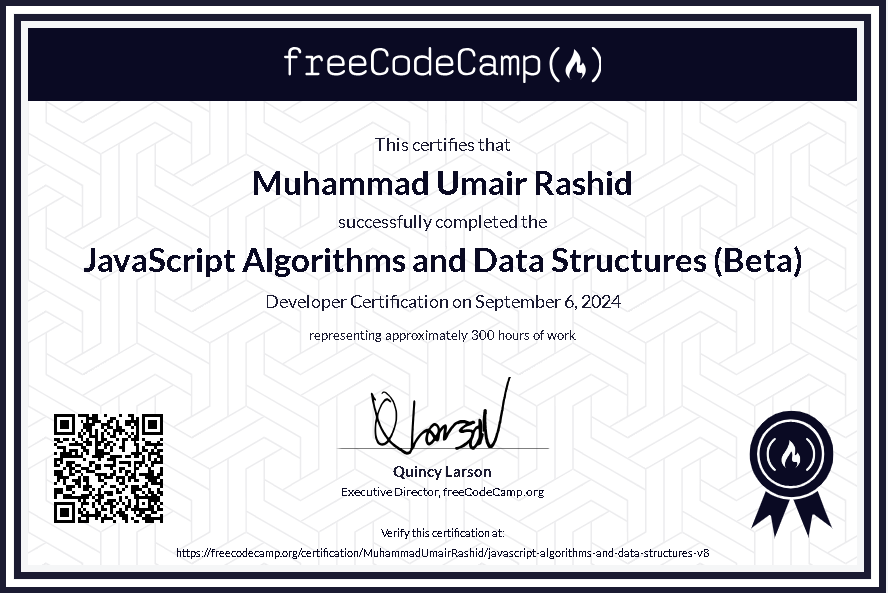 freeCodeCamp
This certifies that
Muhammad Umair Rashid
successfully completed the
JavaScript Algorithms and Data Structures (Beta)
Developer Certification on September 6, 2024
representing approximately 300 hours of work
QLarson
Quincy Larson
Executive Director, freeCodeCamp.org
Verify this certification at:
https://freecodecamp.org/certification/MuhammadUmairRashid/javascript-algorithms-and-data-structures-v8